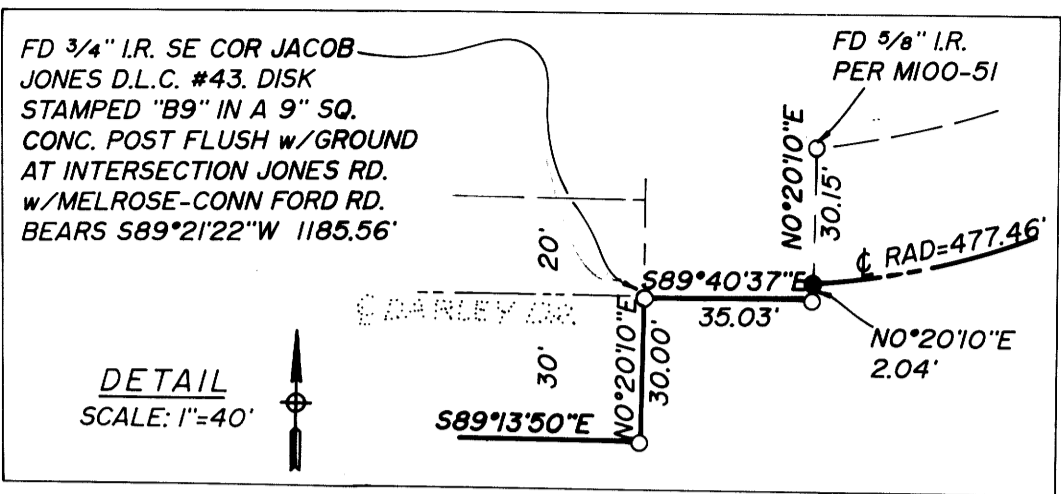 FD 3/4" I.R. SE COR JACOB
JONES D.L.C. #43. DISK
STAMPED "B9" IN A 9" SQ.
CONC. POST FLUSH w/GROUND
AT INTERSECTION JONES RD.
w/MELROSE-CONN FORD RD.
BEARS S89°21'22"W 1185.56'
FD 5/8" I.R.
PER M100-51
N0°20'10"E
30.15'
℄ RAD=477.46'
20'
S89°40'37"E
35.03'
℄ DARLEY DR.
N0°20'10"E
2.04'
30'
N0°20'10"E
30.00'
DETAIL
SCALE: 1"=40'
S89°13'50"E